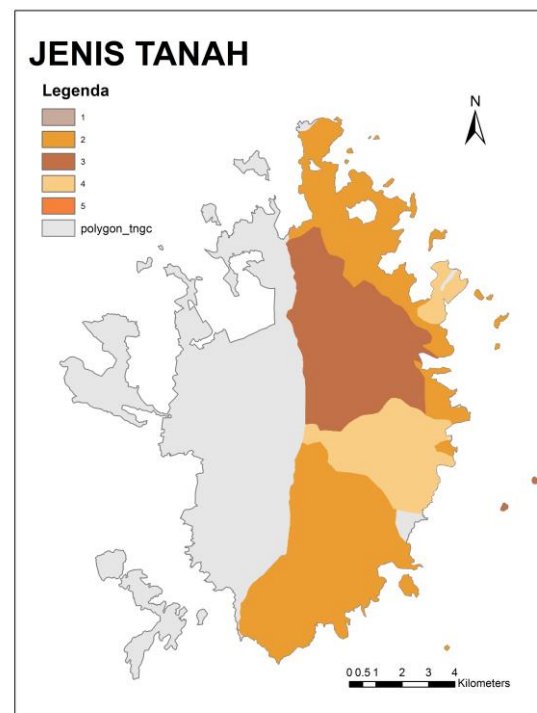 JENIS TANAH
Legenda
1
2
3
4
5
polygon_tngc
N
0 0.5 1 2 3 4
Kilometers